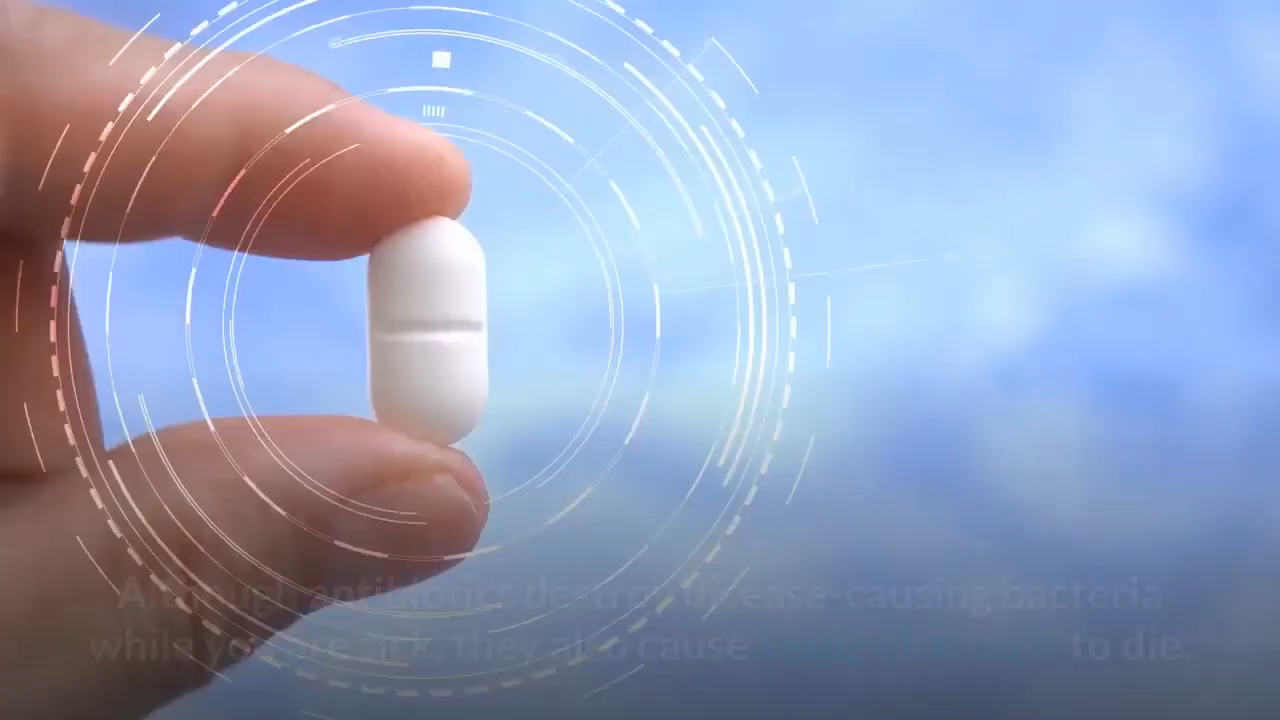 Although antibiotics destroy disease-causing bacteria
while you are sick, they also cause to die.